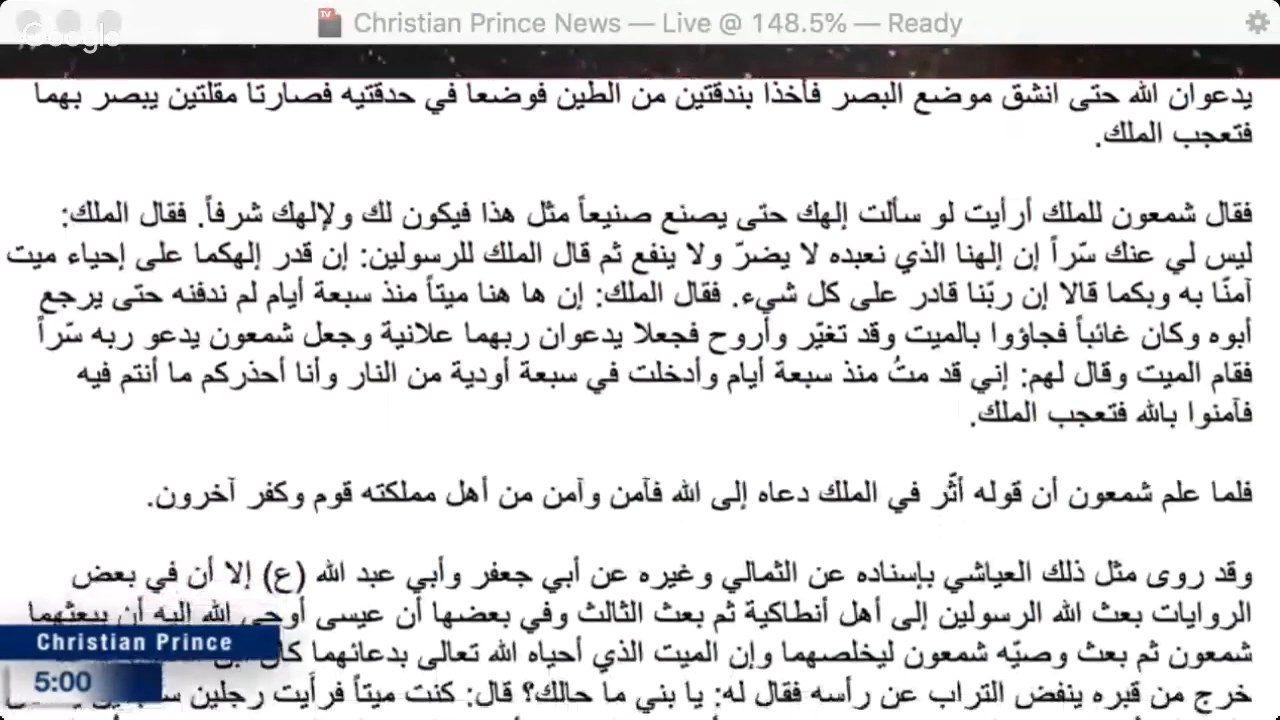 TV
Christian Prince News — Live @ 148.5% — Ready
Google
يدعوان الله حتى انشق موضع البصر فأخذا بندقتين من الطين فوضعا في حدقتيه فصارتا مقلتين يبصر بهما
فتعجب الملك.
فقال شمعون للملك أرأيت لو سألت إلهك حتى يصنع صنيعاً مثل هذا فيكون لك ولإلهك شرفاً. فقال الملك:
ليس لي عنك سّراً إن إلهنا الذي نعبده لا يضرّ ولا ينفع ثم قال الملك للرسولين: إن قدر إلهكما على إحياء ميت
آمنّا به وبكما قالا إن ربّنا قادر على كل شيء. فقال الملك: إن ها هنا ميتاً منذ سبعة أيام لم ندفنه حتى يرجع
أبوه وكان غائباً فجاؤوا بالميت وقد تغيّر وأروح فجعلا يدعوان ربهما علانية وجعل شمعون يدعو ربه سّراً
فقام الميت وقال لهم: إني قد متُ منذ سبعة أيام وأدخلت في سبعة أودية من النار وأنا أحذركم ما أنتم فيه
فآمنوا بالله فتعجب الملك.
فلما علم شمعون أن قوله أثّر في الملك دعاه إلى الله فآمن وآمن من أهل مملكته قوم وكفر آخرون.
وقد روى مثل ذلك العياشي بإسناده عن الثمالي وغيره عن أبي جعفر وأبي عبد الله (ع) إلا أن في بعض
الروايات بعث الله الرسولين إلى أهل أنطاكية ثم بعث الثالث وفي بعضها أن عيسى أوحى الله إليه أن يبعثهما
شمعون ثم بعث وصيّه شمعون ليخلصهما وإن الميت الذي أحياه الله تعالى بدعائهما
خرج من قبره ينفض التراب عن رأسه فقال له: يا بني ما حالك؟ قال: كنت ميتاً فرأيت رجلين
Christian Prince
5:00